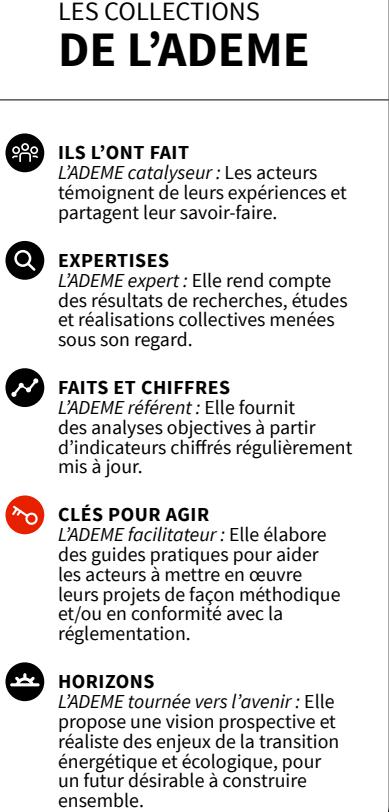 LES COLLECTIONS
DE L’ADEME
ILS L’ONT FAIT
L’ADEME catalyseur : Les acteurs
témoignent de leurs expériences et
partagent leur savoir-faire.
EXPERTISES
L’ADEME expert : Elle rend compte
des résultats de recherches, études
et réalisations collectives menées
sous son regard.
FAITS ET CHIFFRES
L’ADEME référent : Elle fournit
des analyses objectives à partir
d’indicateurs chiffrés régulièrement
mis à jour.
CLÉS POUR AGIR
L’ADEME facilitateur : Elle élabore
des guides pratiques pour aider
les acteurs à mettre en œuvre
leurs projets de façon méthodique
et/ou en conformité avec la
réglementation.
HORIZONS
L’ADEME tournée vers l’avenir : Elle
propose une vision prospective et
réaliste des enjeux de la transition
énergétique et écologique, pour
un futur désirable à construire
ensemble.